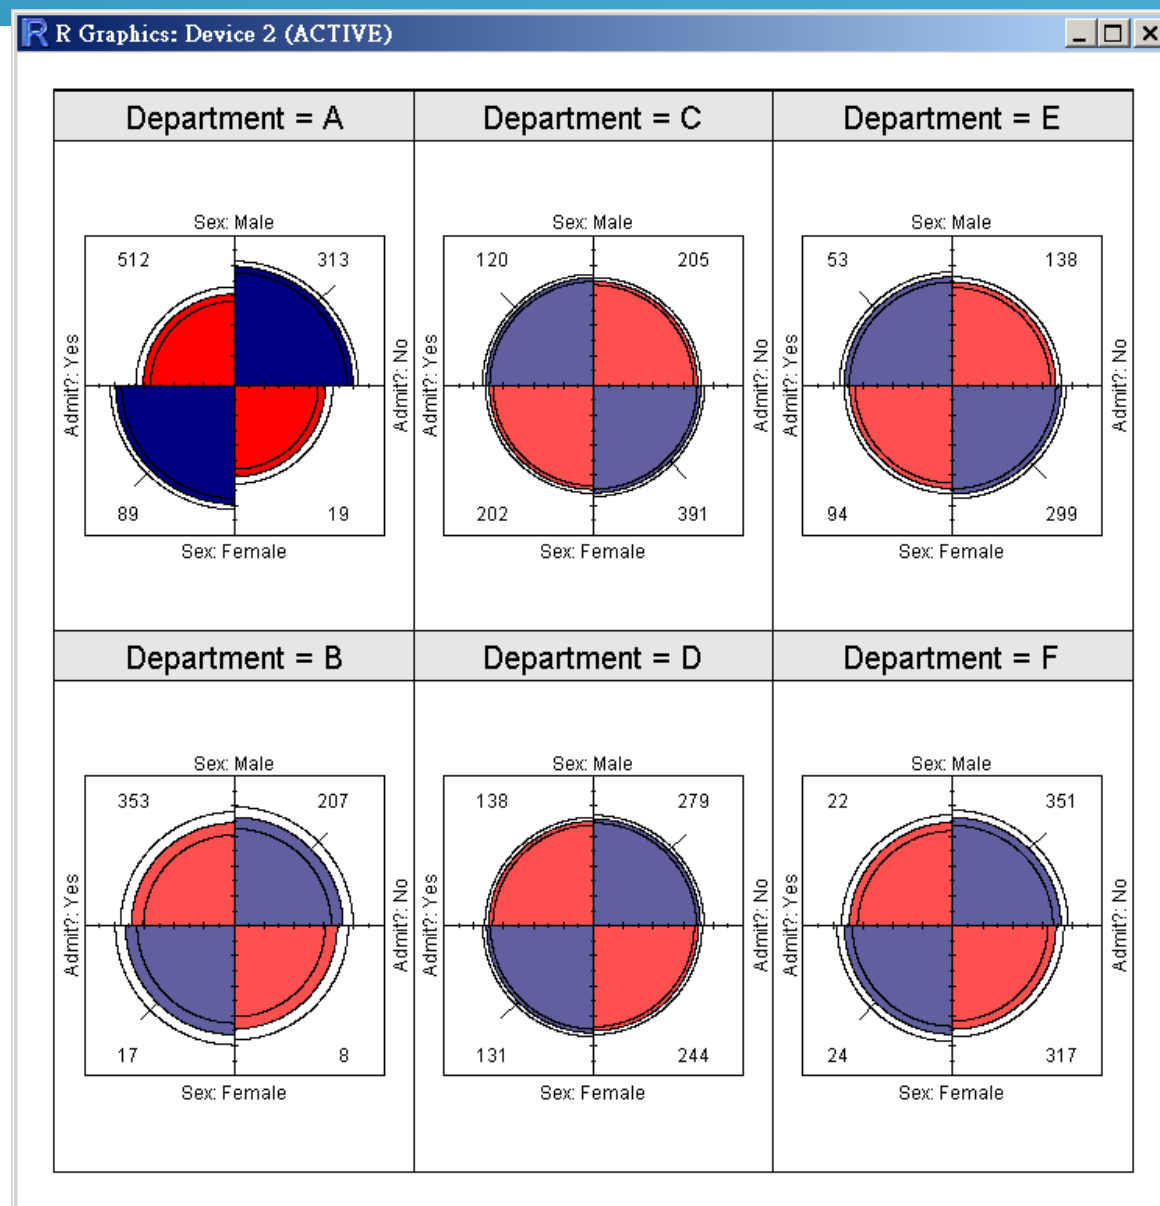 R Graphics: Device 2 (ACTIVE)
Department = A
Sex: Male
512
313
Admit?: Yes
Admit?: No
89
19
Sex: Female
Department = C
Sex: Male
120
205
Admit?: Yes
Admit?: No
202
391
Sex: Female
Department = E
Sex: Male
53
138
Admit?: Yes
Admit?: No
94
299
Sex: Female
Department = B
Sex: Male
353
207
Admit?: Yes
Admit?: No
17
8
Sex: Female
Department = D
Sex: Male
138
279
Admit?: Yes
Admit?: No
131
244
Sex: Female
Department = F
Sex: Male
22
351
Admit?: Yes
Admit?: No
24
317
Sex: Female